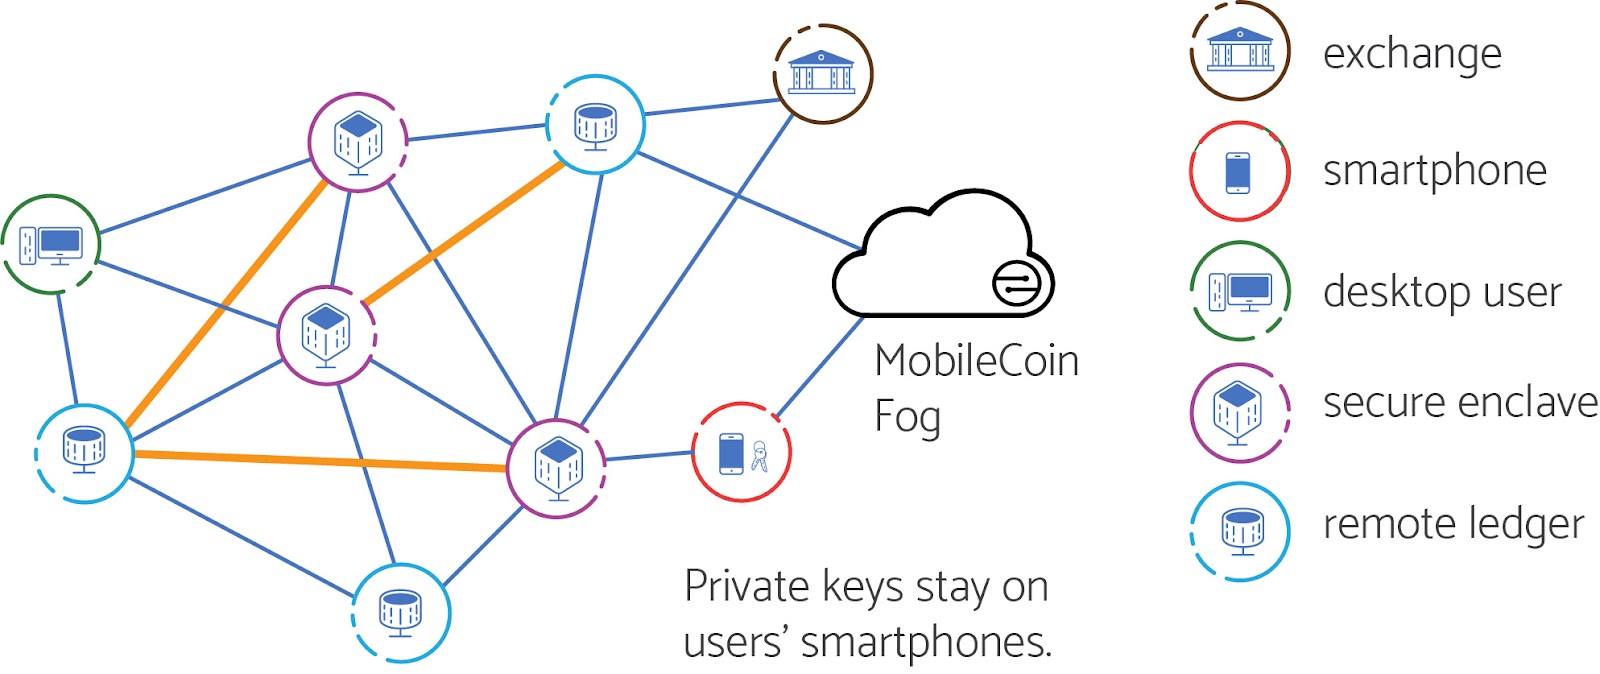 exchange
smartphone
desktop user
secure enclave
remote ledger
MobileCoin
Fog
Private keys stay on
users’ smartphones.